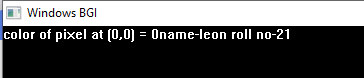 Windows BGI
color of pixel at (0,0) = 0name-leon roll no-21